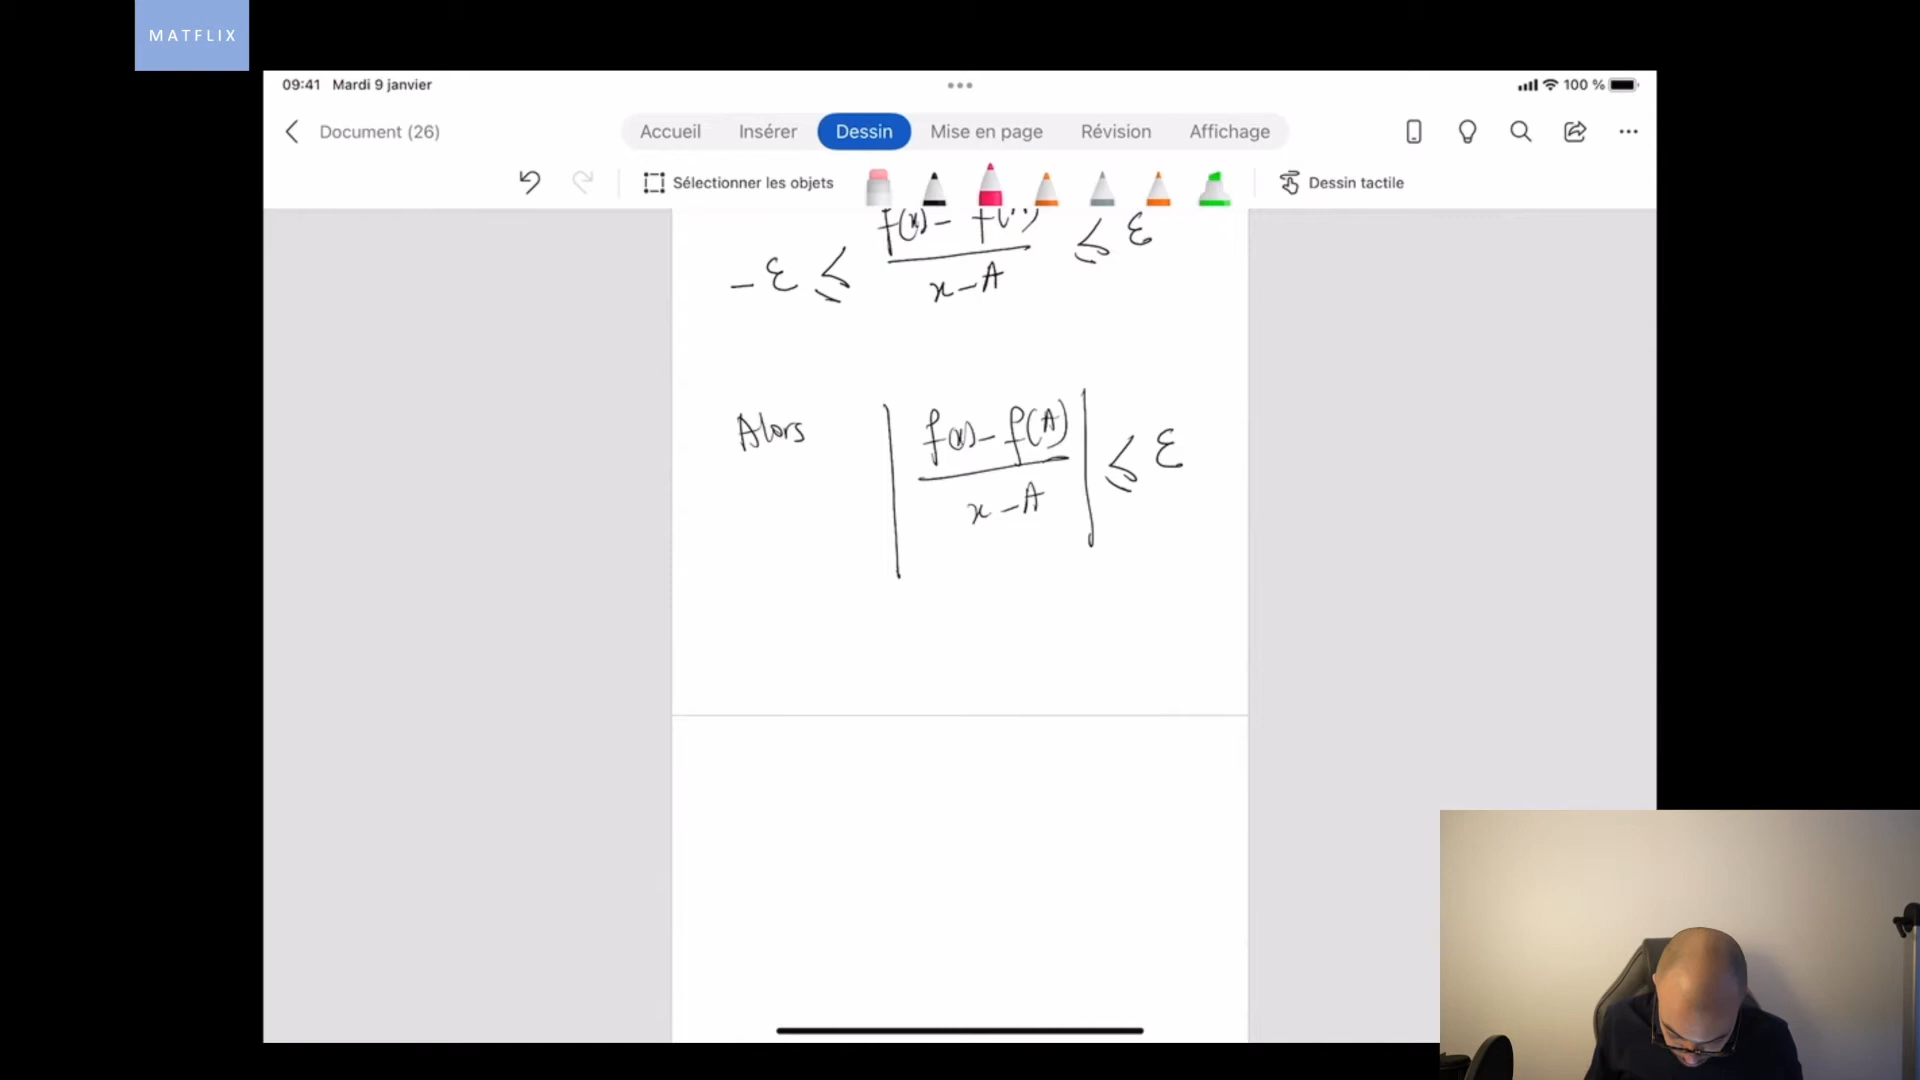 MATFLIX
09:41 Mardi 9 janvier
100 %
Document (26)
Accueil Insérer Dessin Mise en page Révision Affichage
Sélectionner les objets
Dessin tactile
-ε ≤ f(x) - f(A) / x - A ≤ ε
Alors | f(x) - f(A) / x - A | ≤ ε